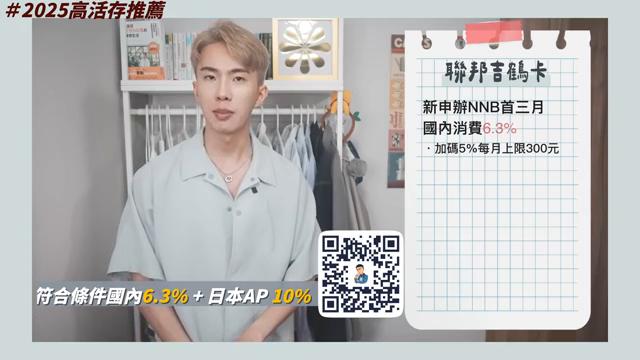 ＃2025高活存推薦
聯邦吉鶴卡
新申辦NNB首三月
國內消費6.3%
・加碼5%每月上限300元
符合條件國內6.3% + 日本AP 10%